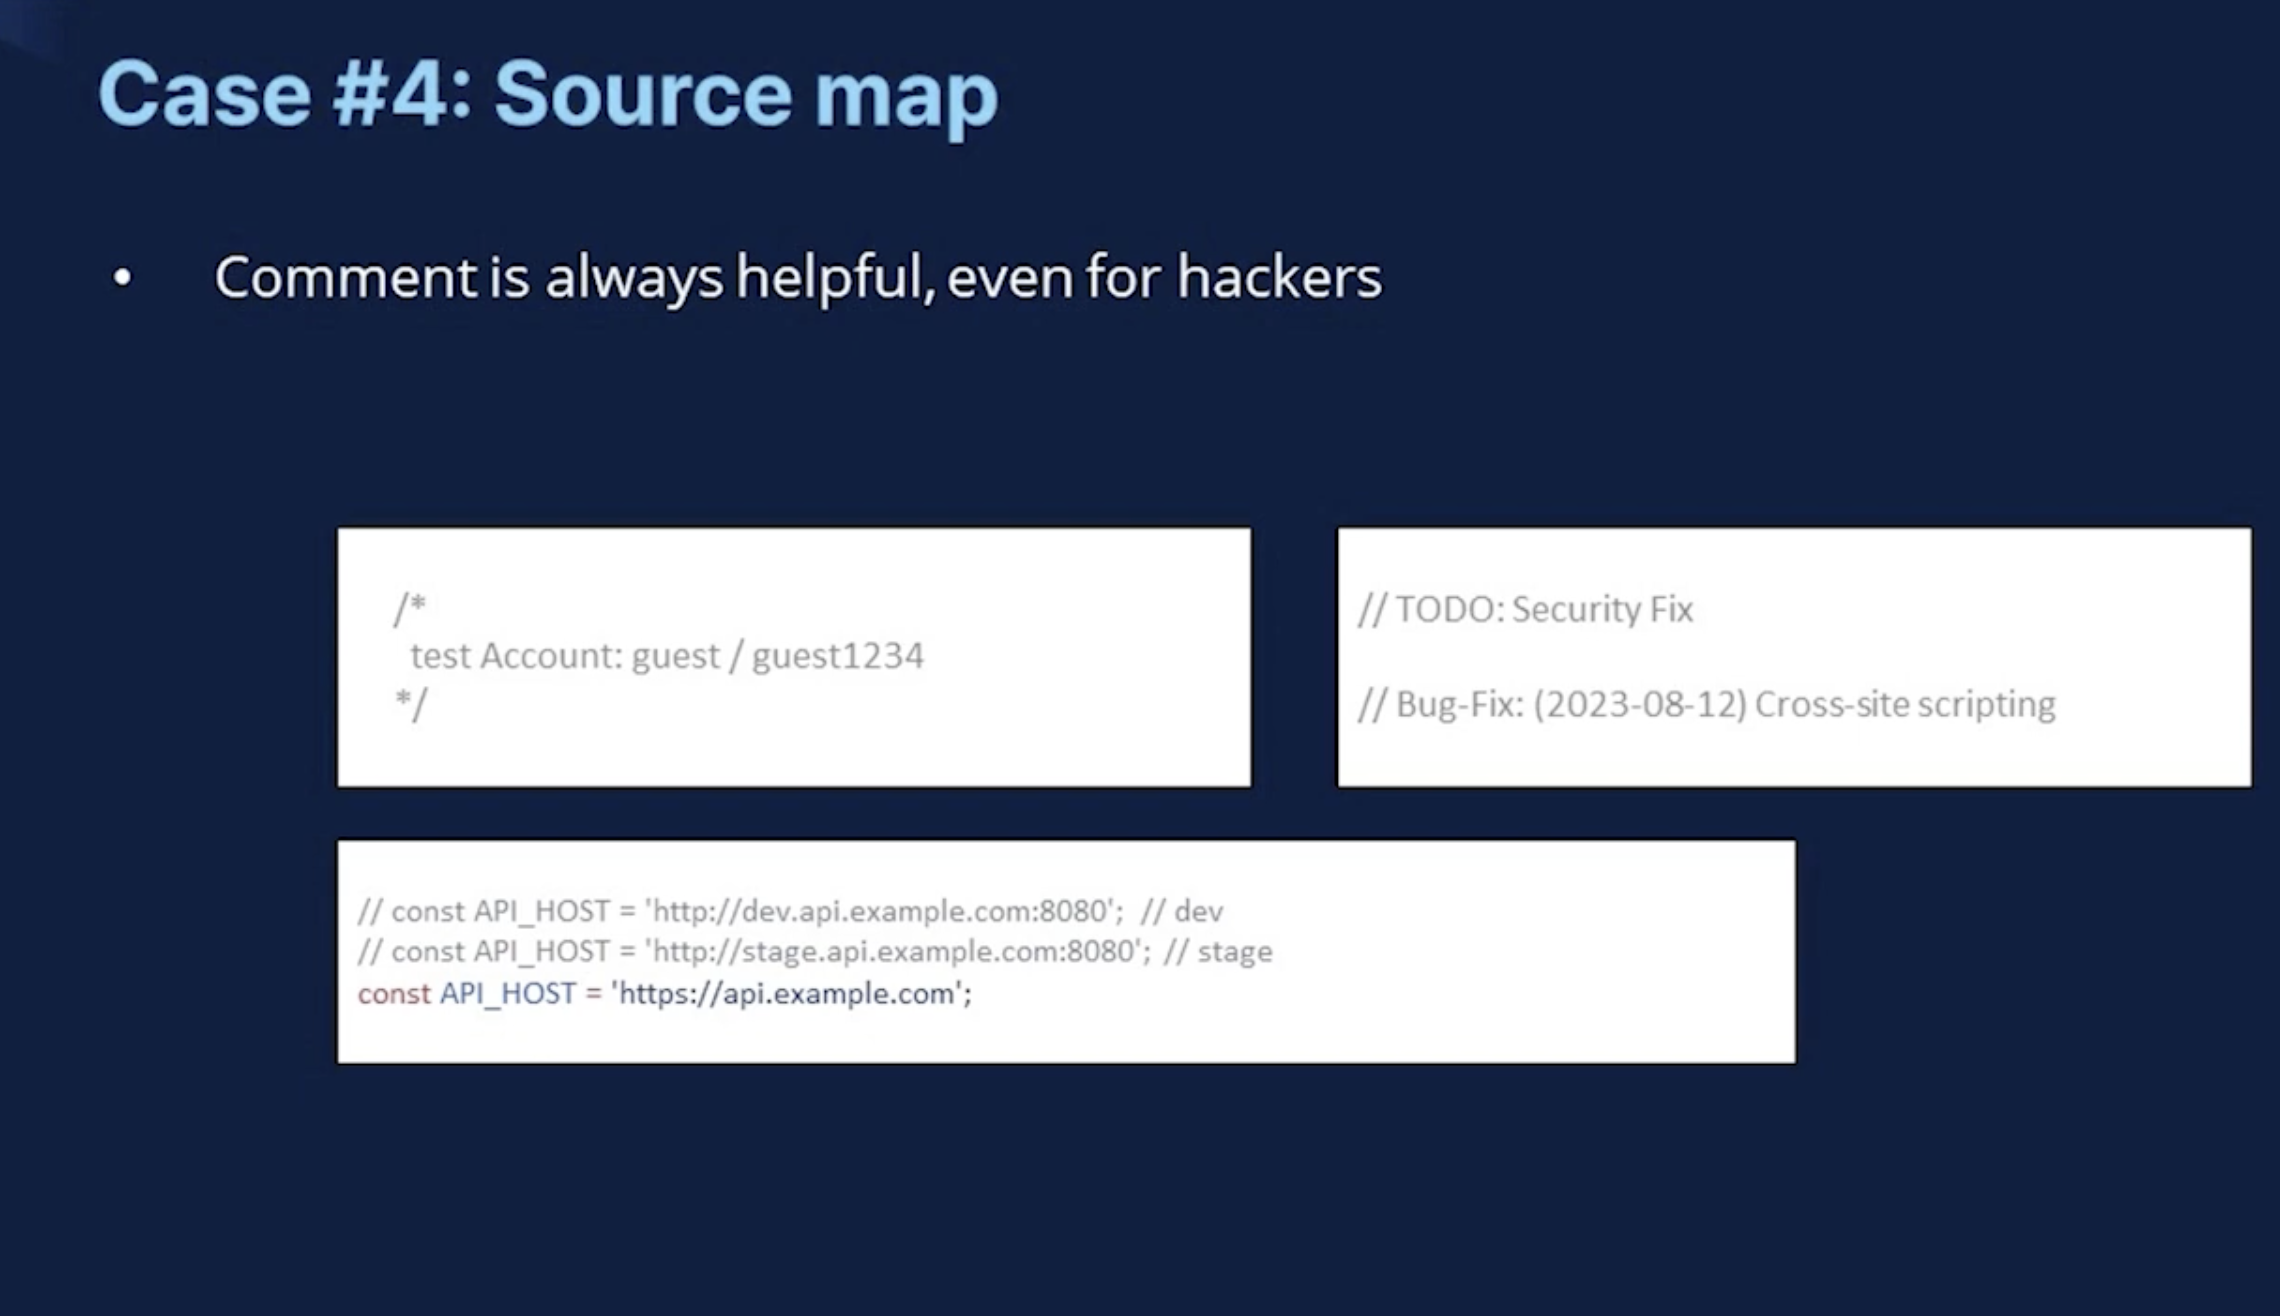 Case #4: Source map
• Comment is always helpful, even for hackers
/*
test Account: guest / guest1234
*/
// TODO: Security Fix
// Bug-Fix: (2023-08-12) Cross-site scripting
// const API_HOST = 'http://dev.api.example.com:8080'; // dev
// const API_HOST = 'http://stage.api.example.com:8080'; // stage
const API_HOST = 'https://api.example.com';